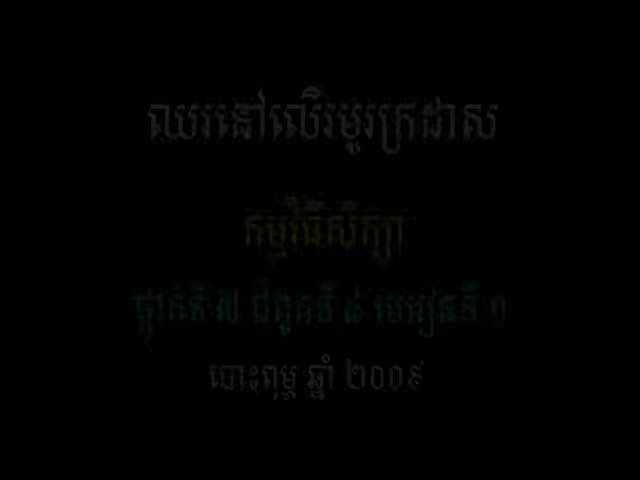 ឈរនៅលើរមូរក្រដាស
កម្មវិធីសិក្សា
ថ្នាក់ទី ៧ ជំពូកទី ៤ មេរៀនទី ១
បោះពុម្ព ឆ្នាំ ២០០៩